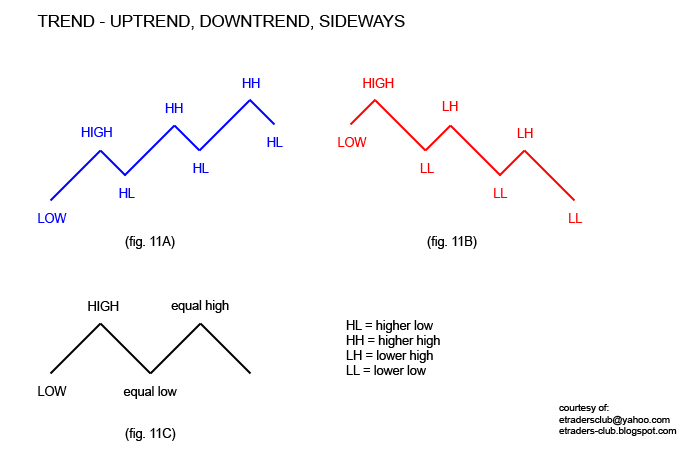 TREND - UPTREND, DOWNTREND, SIDEWAYS
HH
HH
HIGH
HL
HL
HL
LOW
(fig. 11A)
HIGH
LH
LH
LOW
LL
LL
LL
(fig. 11B)
HIGH
equal high
LOW
equal low
(fig. 11C)
HL = higher low
HH = higher high
LH = lower high
LL = lower low
courtesy of:
etradersclub@yahoo.com
etraders-club.blogspot.com